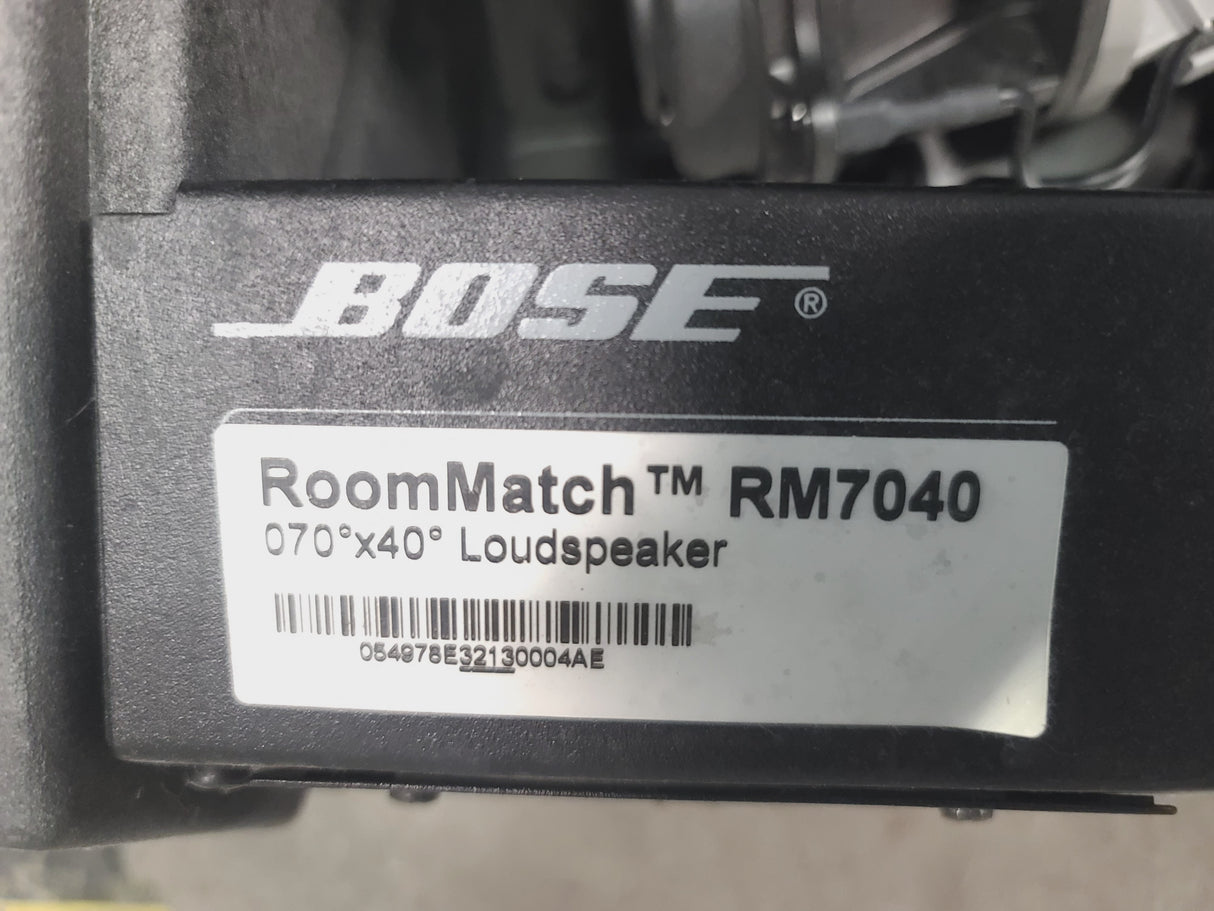 BOSE®
RoomMatch™ RM7040
070°x40° Loudspeaker
054978E32130004AE